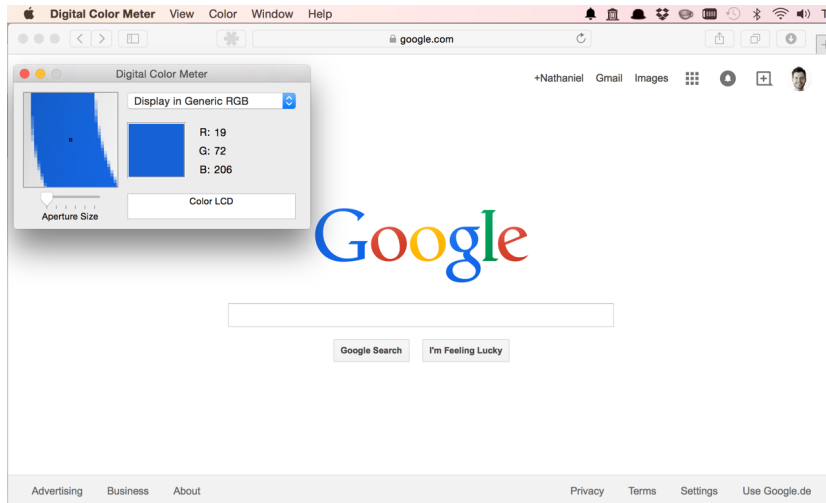 Digital Color Meter View Color Window Help
google.com
Digital Color Meter
+Nathaniel Gmail Images
Display in Generic RGB
R: 19
G: 72
B: 206
Aperture Size
Color LCD
Google
Google Search I'm Feeling Lucky
Advertising Business About Privacy Terms Settings Use Google.de